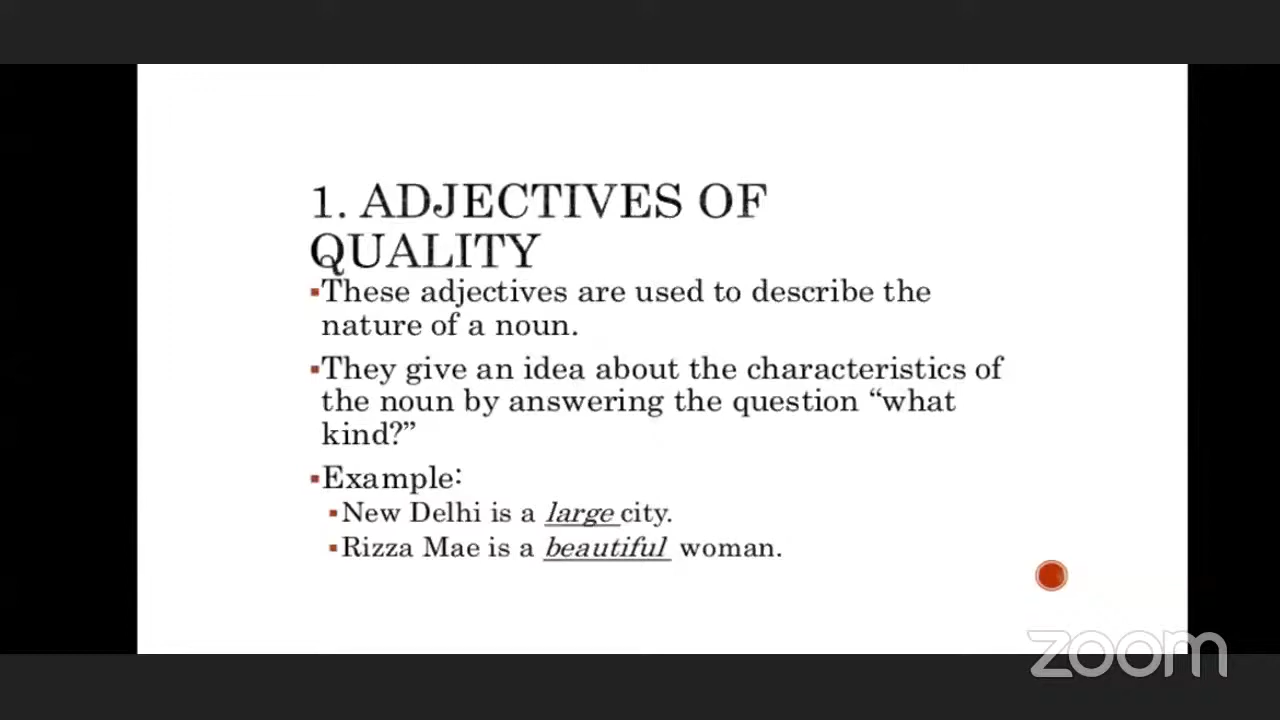 1. ADJECTIVES OF
QUALITY
▪These adjectives are used to describe the
nature of a noun.
▪They give an idea about the characteristics of
the noun by answering the question “what
kind?”
▪Example:
▪New Delhi is a large city.
▪Rizza Mae is a beautiful woman.
zoom